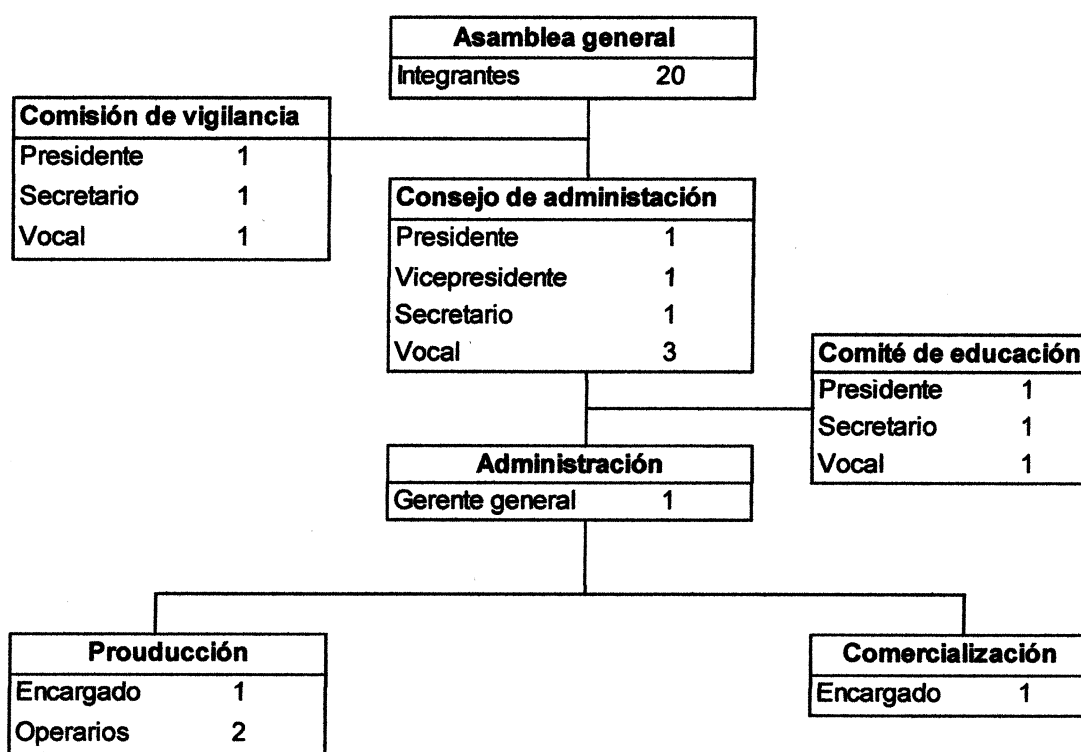 Asamblea general
Integrantes 20
Comisión de vigilancia
Presidente 1
Secretario 1
Vocal 1
Consejo de administación
Presidente 1
Vicepresidente 1
Secretario 1
Vocal 3
Comité de educación
Presidente 1
Secretario 1
Vocal 1
Administración
Gerente general 1
Prouducción
Encargado 1
Operarios 2
Comercialización
Encargado 1